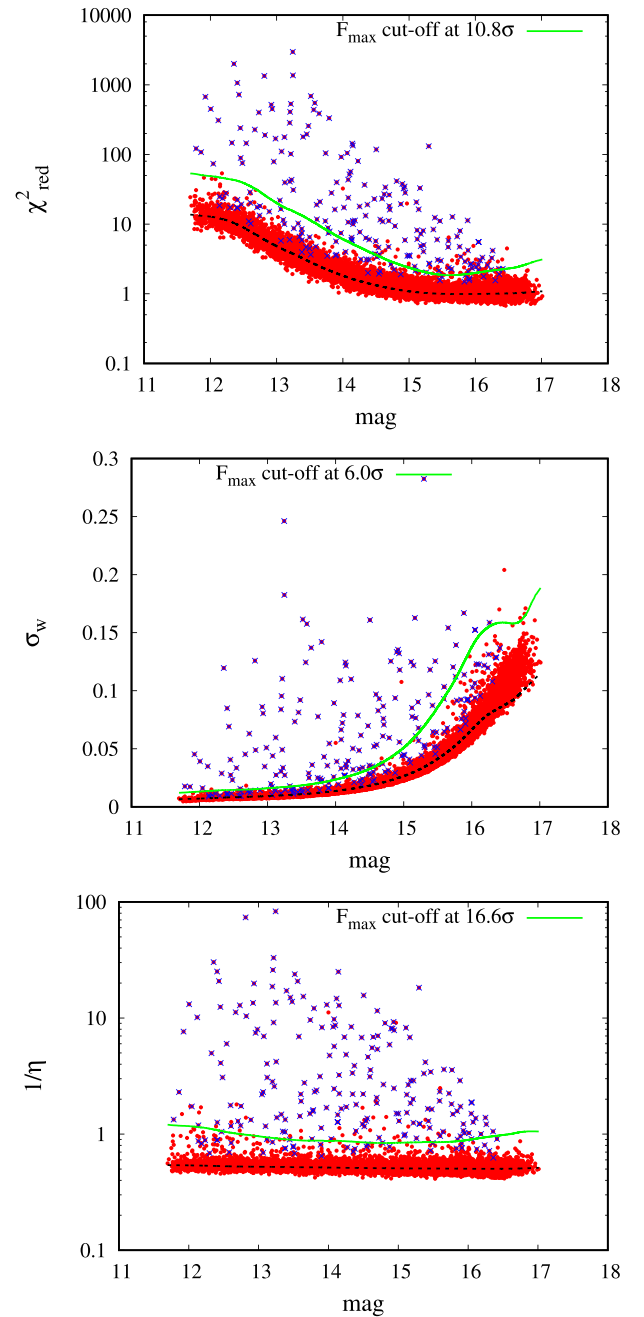 10000
F_max cut-off at 10.8σ
1000
100
χ² red
10
1
0.1
11 12 13 14 15 16 17 18
mag
0.3
F_max cut-off at 6.0σ
0.25
0.2
σ_w
0.15
0.1
0.05
0
11 12 13 14 15 16 17 18
mag
100
F_max cut-off at 16.6σ
10
1/η
1
0.1
11 12 13 14 15 16 17 18
mag